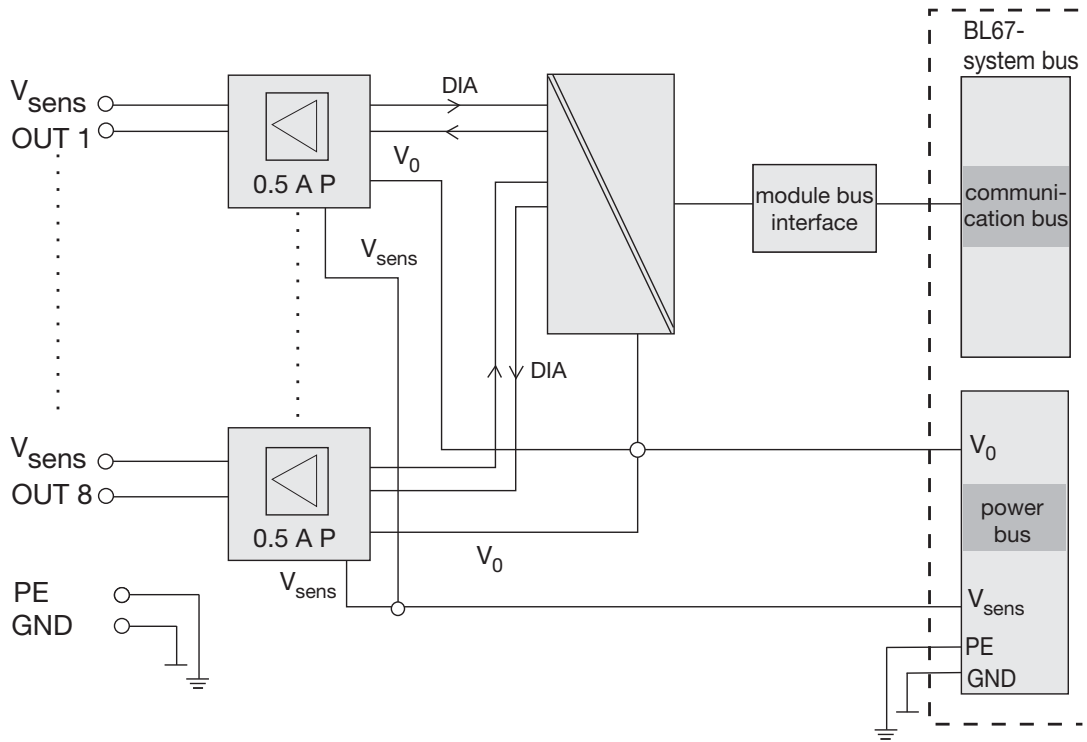 BL67-
system bus
Vsens
OUT 1
DIA
0.5 A P
V0
module bus
interface
communi-
cation bus
Vsens
DIA
Vsens
OUT 8
0.5 A P
V0
V0
power
bus
Vsens
Vsens
PE
GND
PE
GND